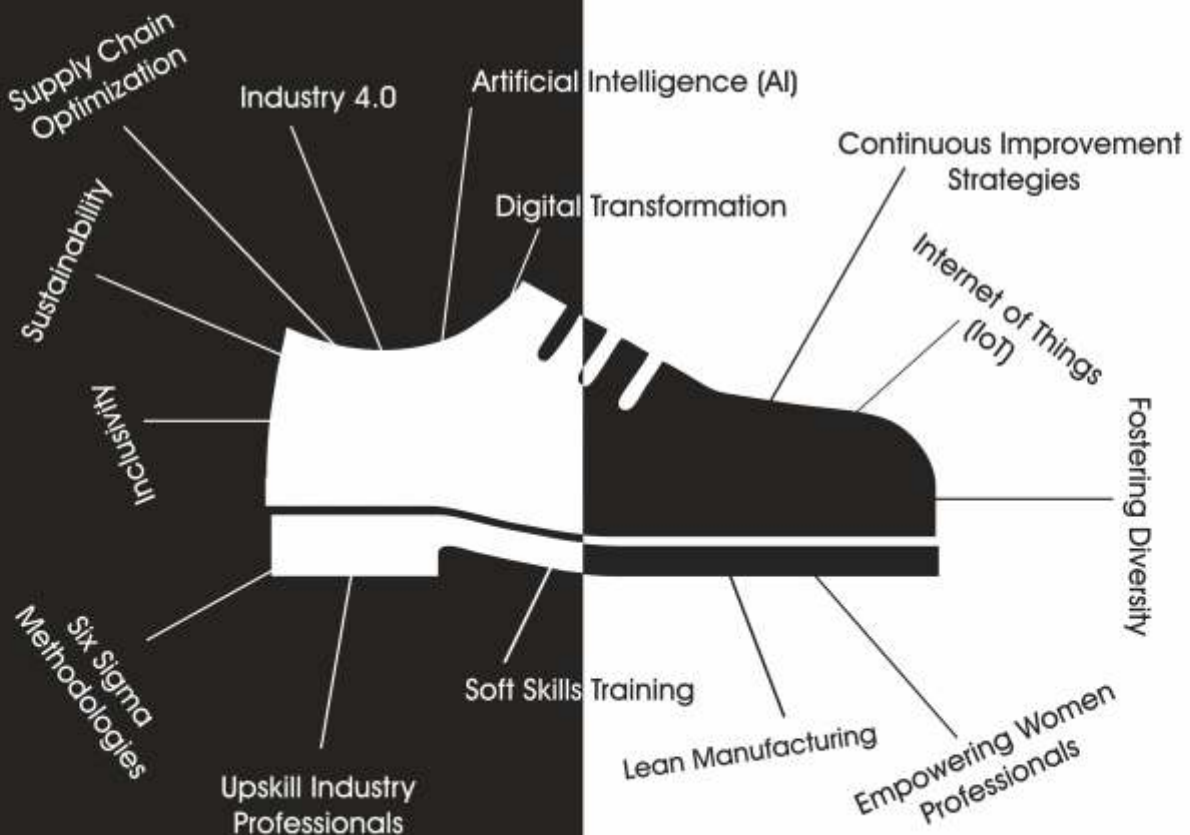 Supply Chain
Optimization
Industry 4.0
Artificial Intelligence (AI)
Continuous Improvement
Strategies
Digital Transformation
Sustainability
Internet of Things
(IoT)
Inclusivity
Fostering Diversity
Six Sigma
Methodologies
Soft Skills Training
Lean Manufacturing
Empowering Women
Professionals
Upskill Industry
Professionals